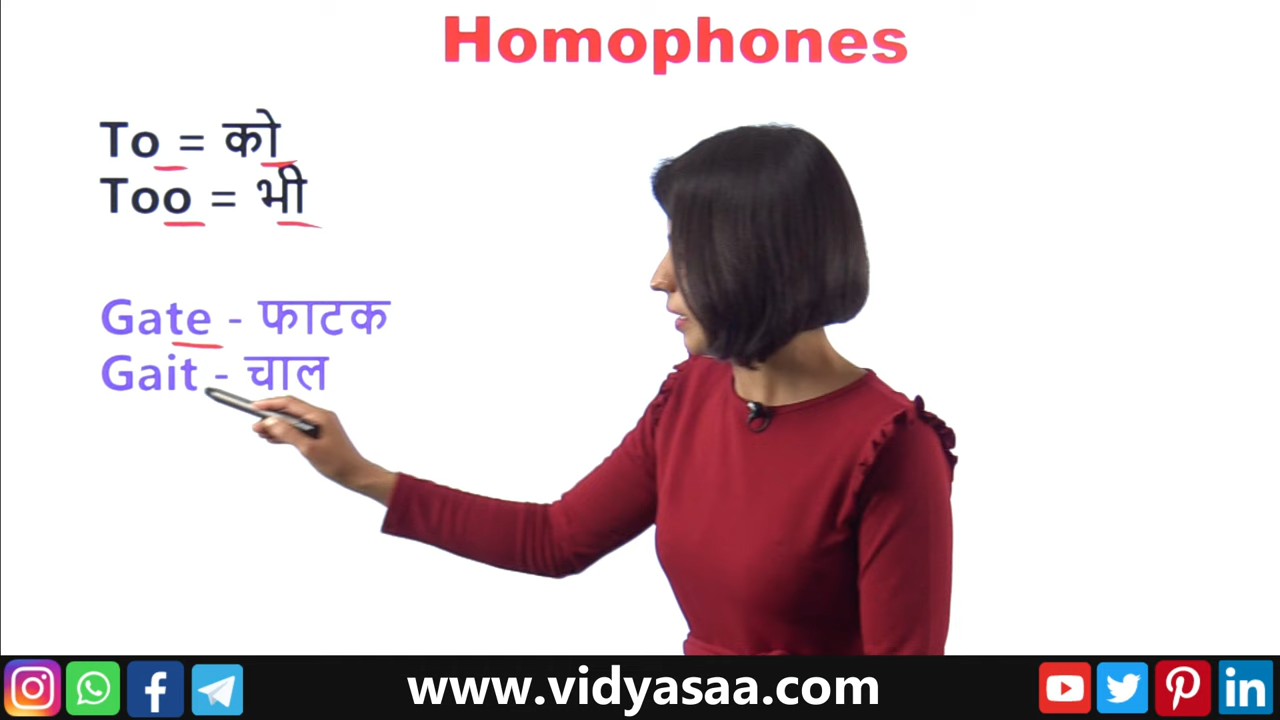 Homophones
To = को
Too = भी
Gate - फाटक
Gait - चाल
www.vidyasaa.com